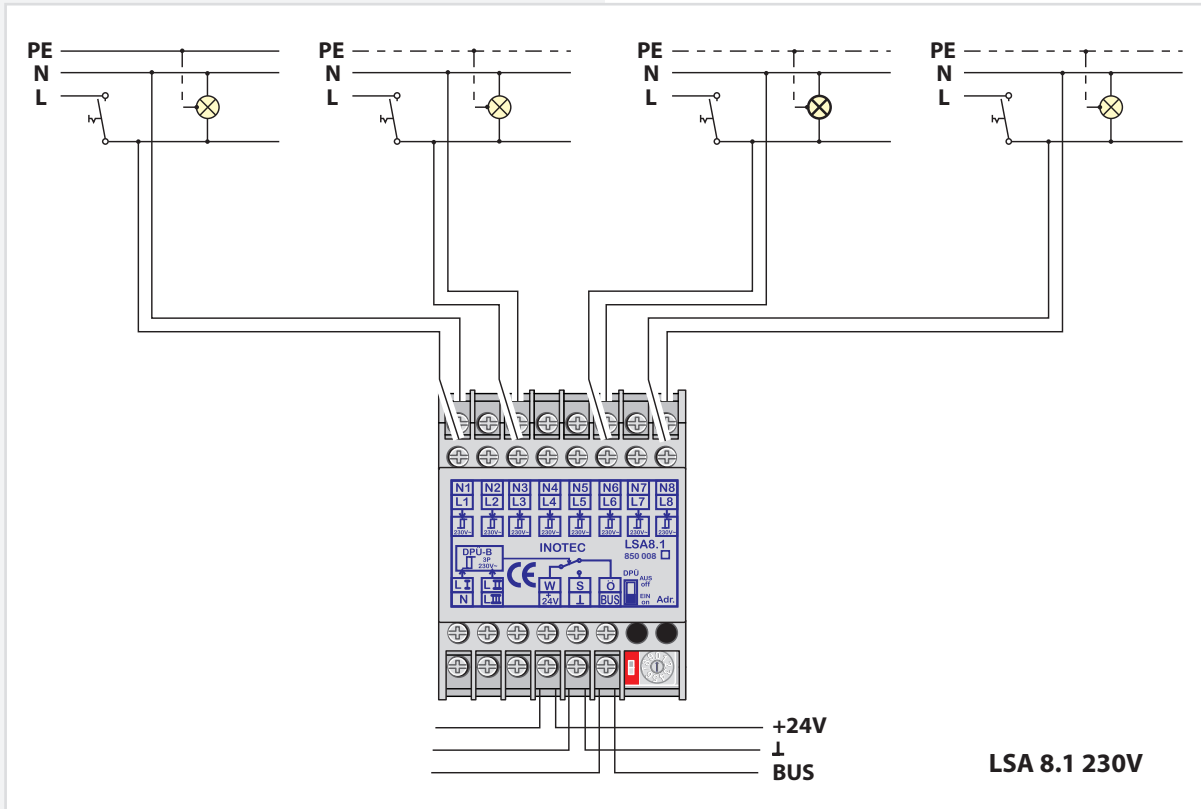 PE PE PE PE
N N N N
L L L L
N1 N2 N3 N4 N5 N6 N7 N8
L1 L2 L3 L4 L5 L6 L7 L8
230V~ 230V~ 230V~ 230V~ 230V~ 230V~ 230V~ 230V~
DPÜ-B
3P
230V~
INOTEC
LSA8.1
850 008
CE
DPÜ
AUS
off
EIN
on
Adr.
L I L II W S Ö
N L III + 24V ⊥ BUS
+24V
⊥
BUS
LSA 8.1 230V